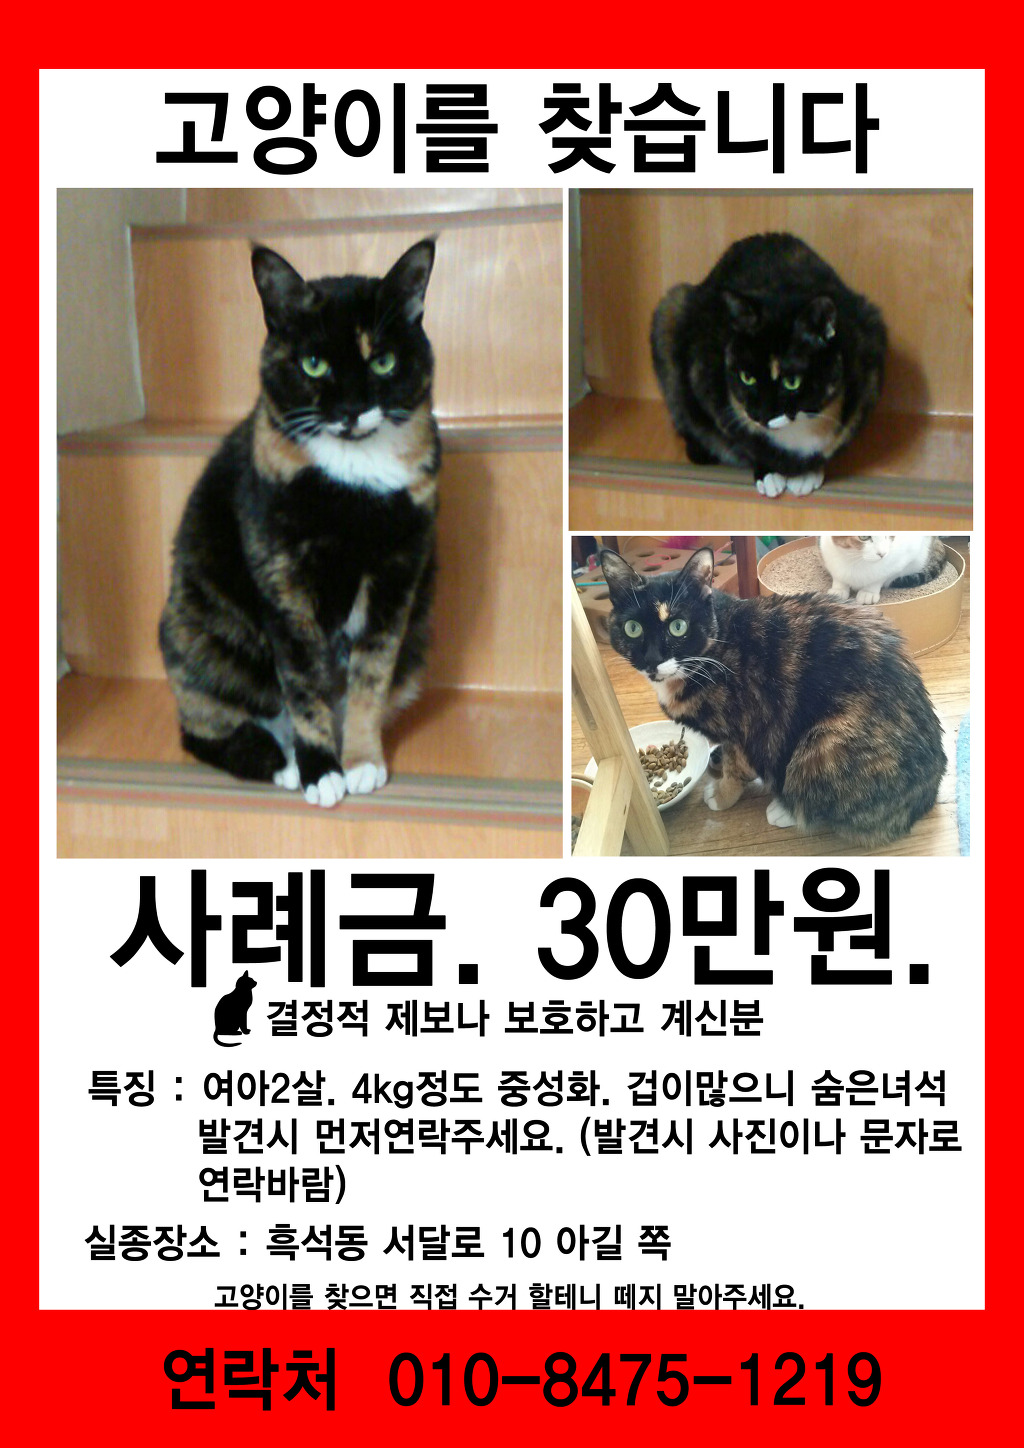 고양이를 찾습니다
사례금. 30만원.
결정적 제보나 보호하고 계신분
특징 : 여아2살. 4kg정도 중성화. 겁이많으니 숨은녀석
발견시 먼저연락주세요. (발견시 사진이나 문자로
연락바람)
실종장소 : 흑석동 서달로 10 아길 쪽
고양이를 찾으면 직접 수거 할테니 떼지 말아주세요.
연락처 010-8475-1219